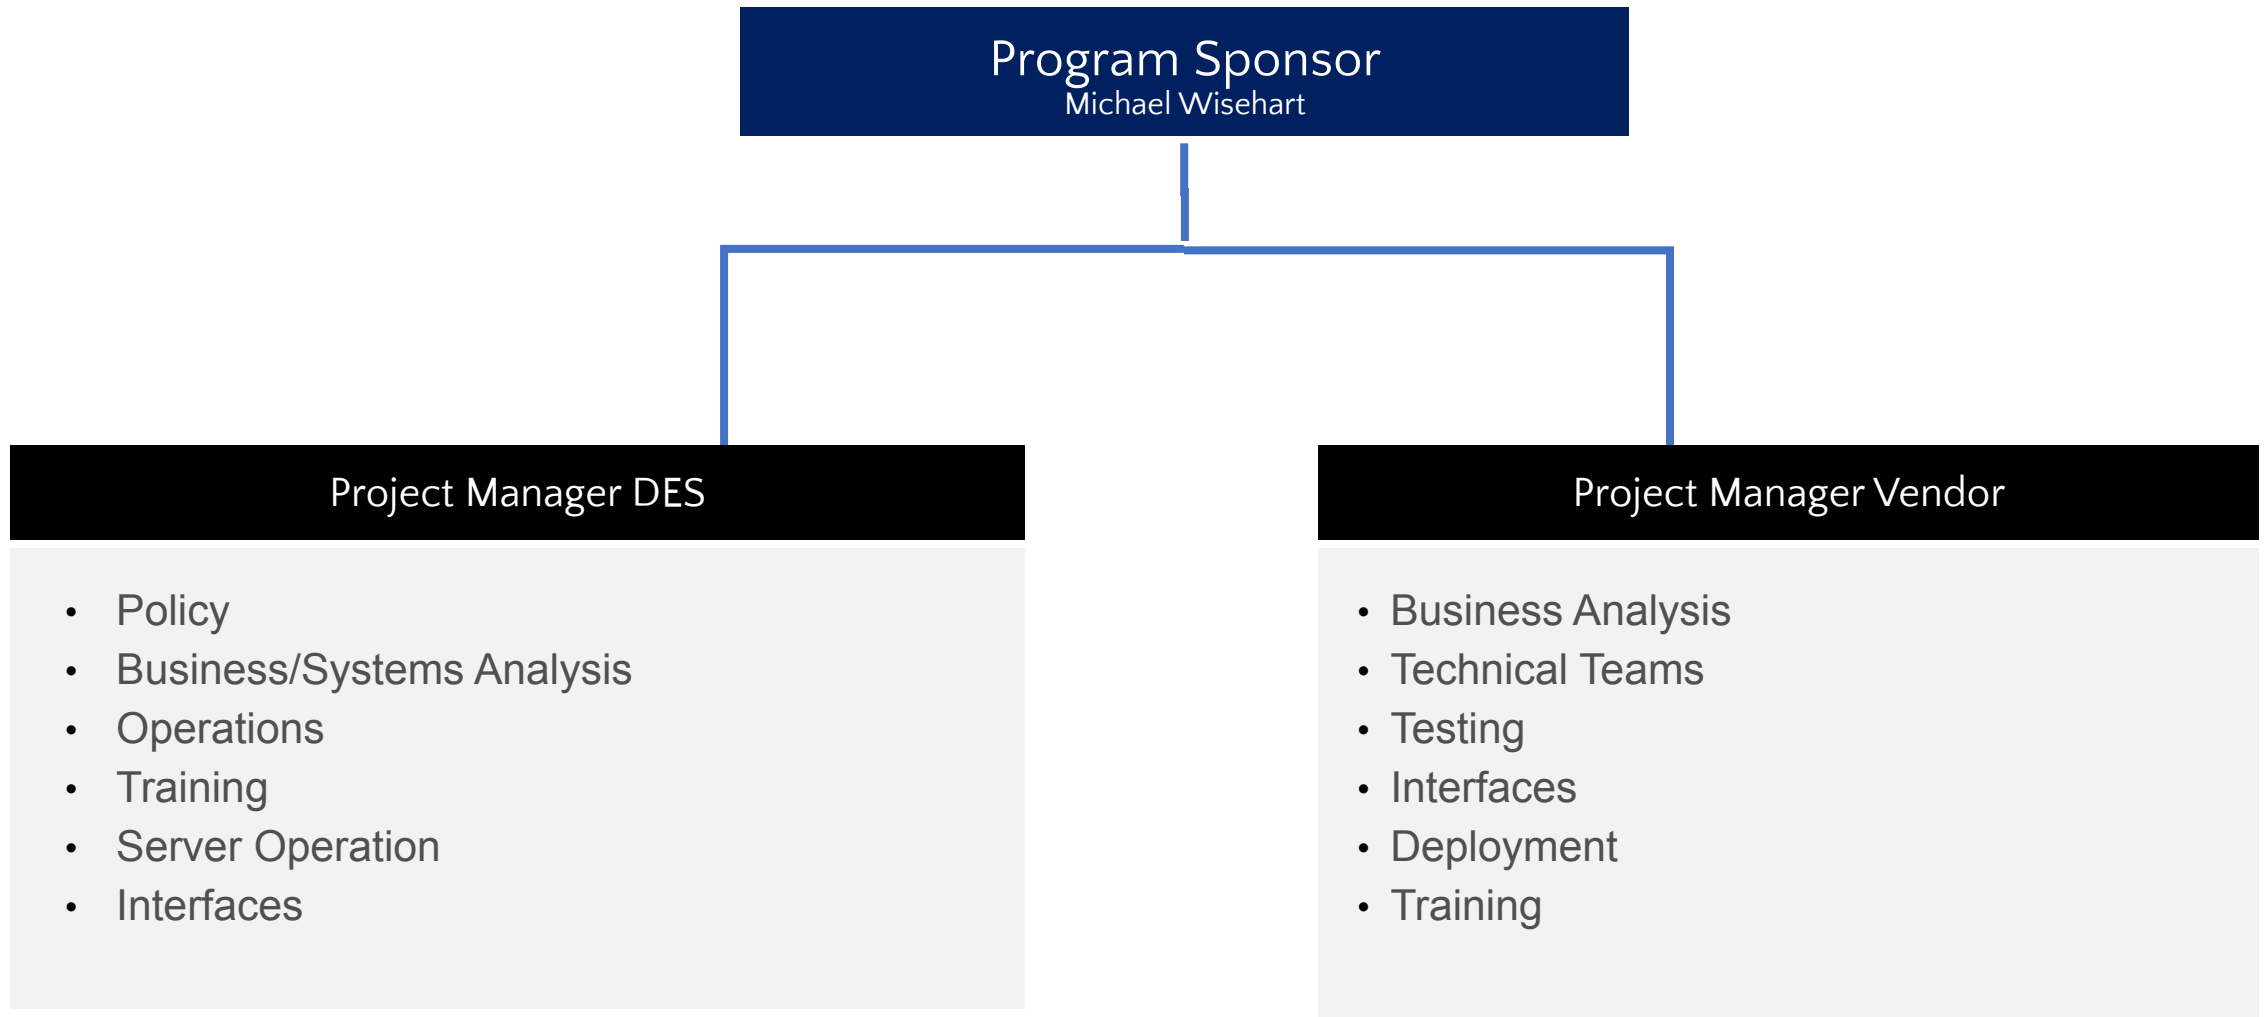 Program Sponsor
Michael Wisehart
Project Manager DES
• Policy
• Business/Systems Analysis
• Operations
• Training
• Server Operation
• Interfaces
Project Manager Vendor
• Business Analysis
• Technical Teams
• Testing
• Interfaces
• Deployment
• Training